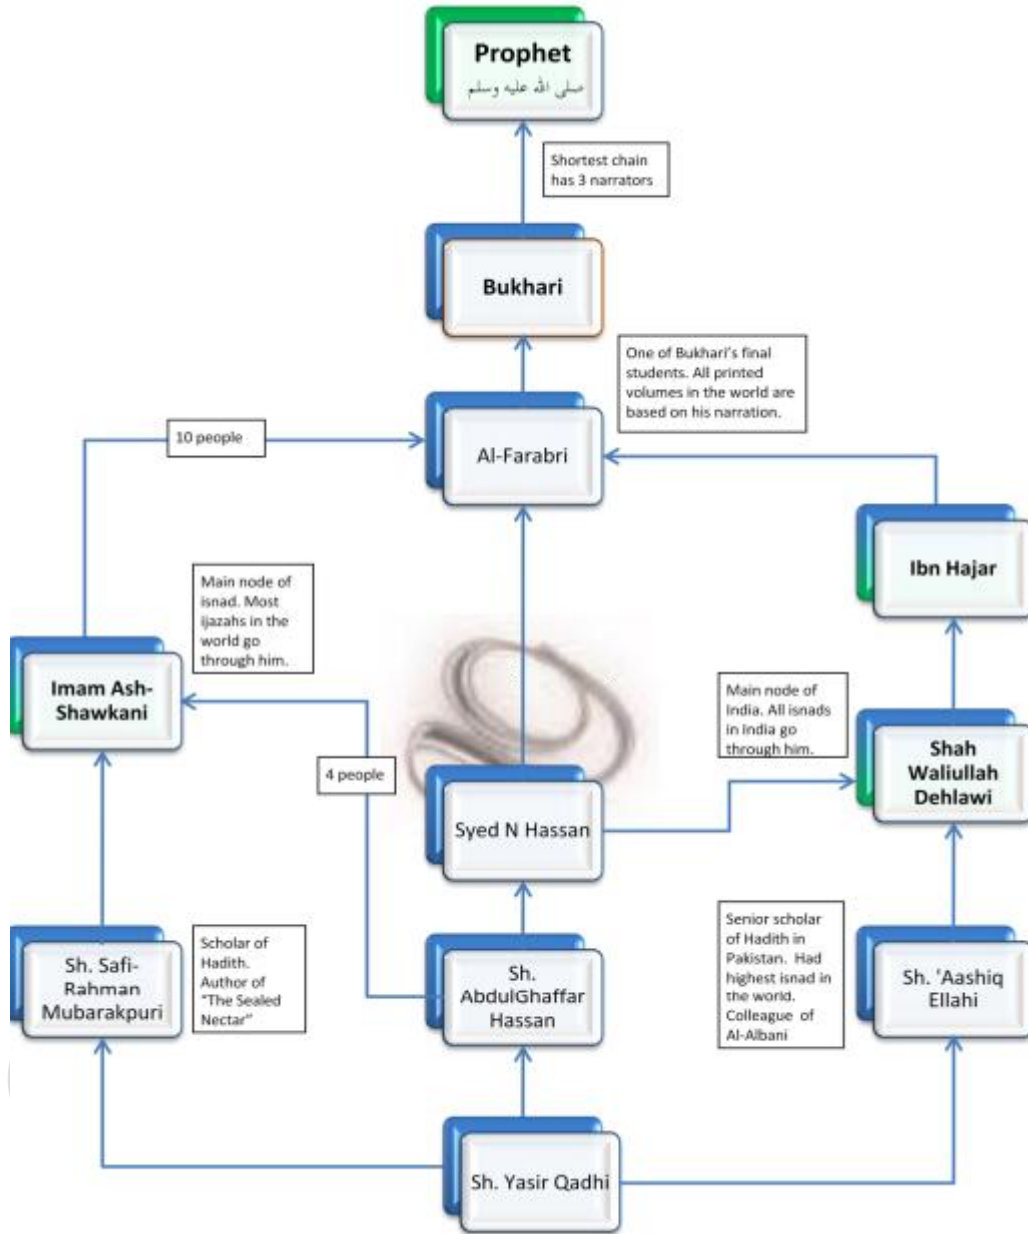 Prophet
صلى الله عليه وسلم
Shortest chain
has 3 narrators
Bukhari
One of Bukhari's final
students. All printed
volumes in the world are
based on his narration.
10 people
Al-Farabri
Ibn Hajar
Main node of
isnad. Most
ijazahs in the
world go
through him.
Imam Ash-
Shawkani
Main node of
India. All isnads
in India go
through him.
Shah
Waliullah
Dehlawi
4 people
Syed N Hassan
Sh. Safi-
Rahman
Mubarakpuri
Scholar of
Hadith.
Author of
"The Sealed
Nectar"
Sh.
AbdulGhaffar
Hassan
Senior scholar
of Hadith in
Pakistan. Had
highest isnad in
the world.
Colleague of
Al-Albani
Sh. 'Aashiq
Ellahi
Sh. Yasir Qadhi